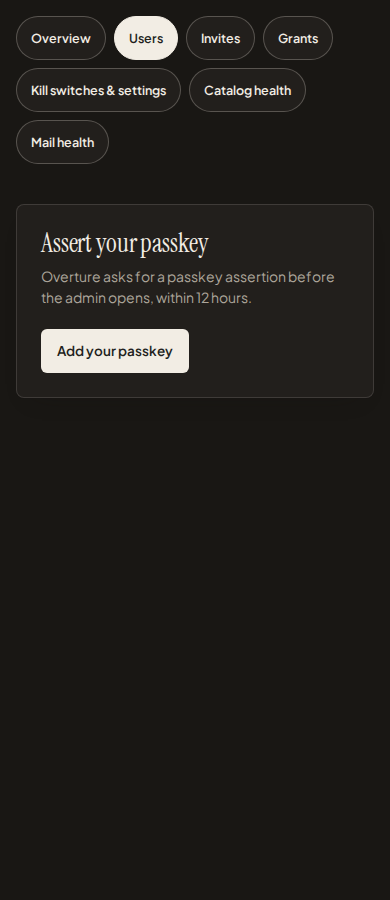 Overview
Users
Invites
Grants
Kill switches & settings
Catalog health
Mail health
Assert your passkey
Overture asks for a passkey assertion before
the admin opens, within 12 hours.
Add your passkey